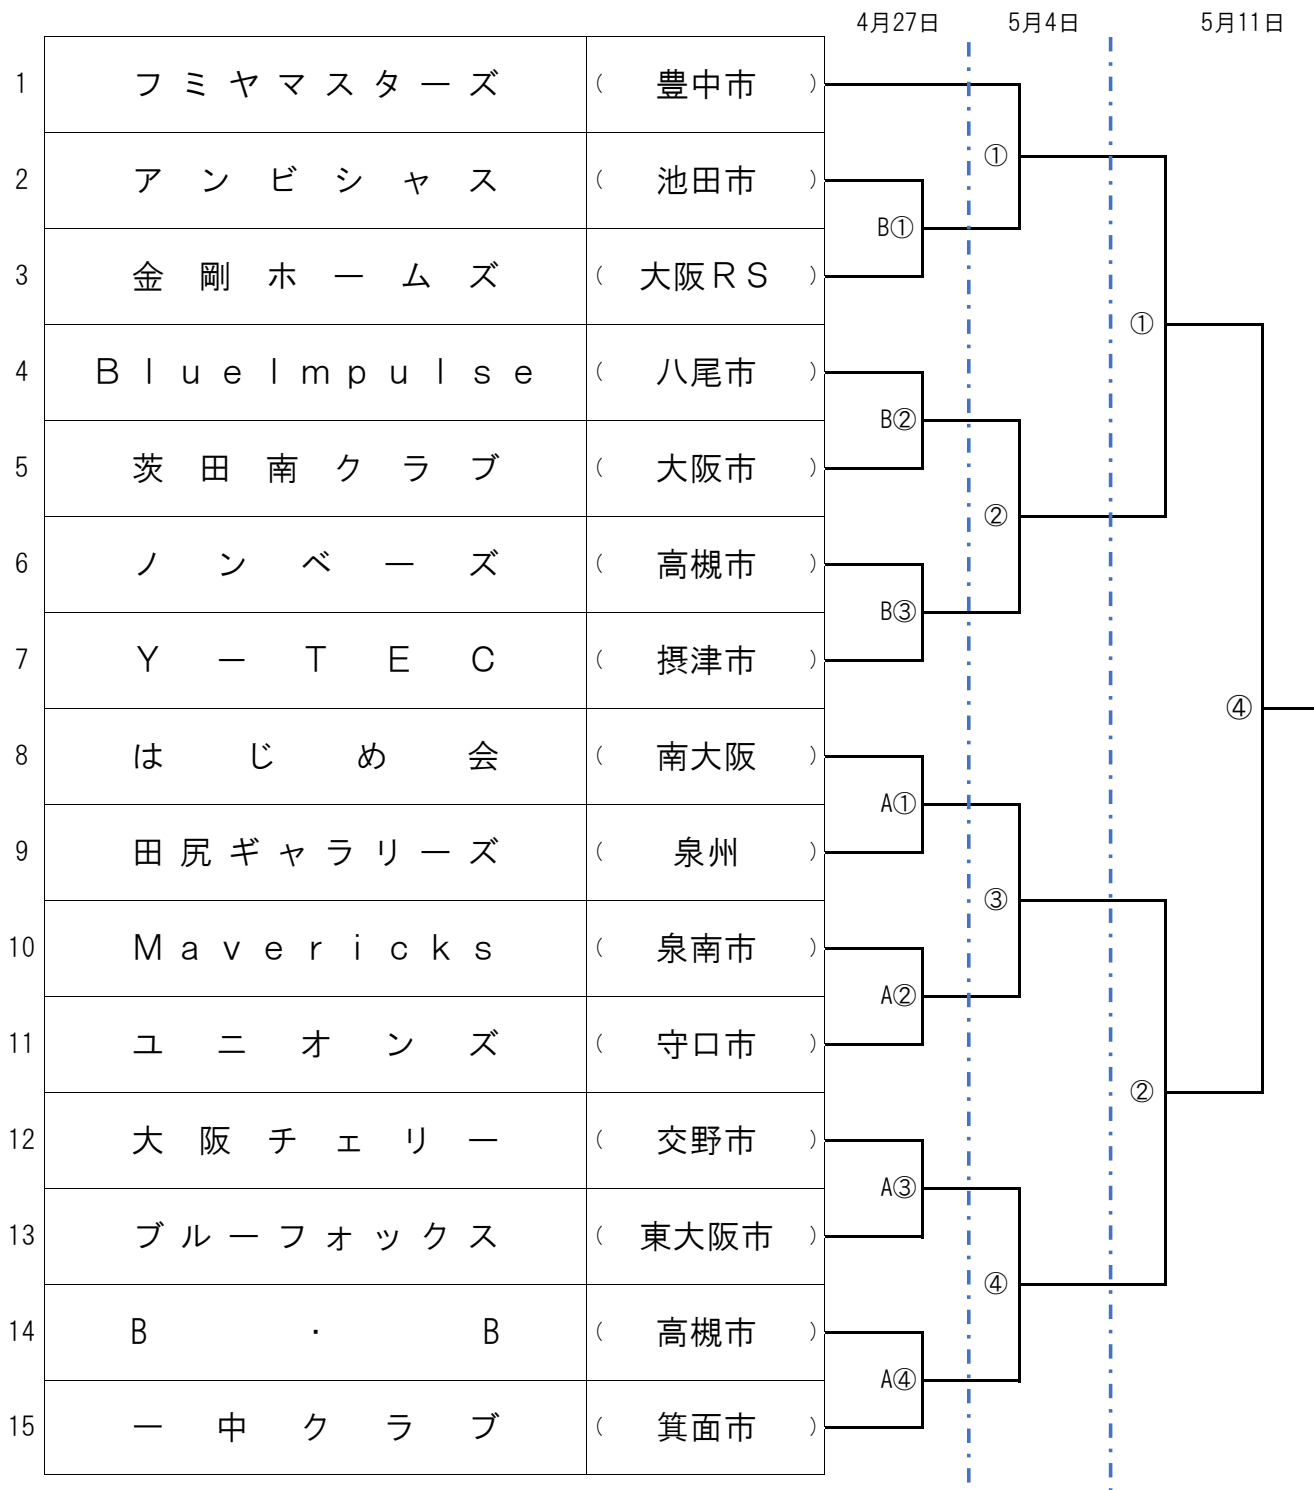 4月27日 5月4日 5月11日
1 フミヤマスターズ ( 豊中市 )
①
2 アンビシャス ( 池田市 )
B①
3 金剛ホームズ ( 大阪RS )
①
4 BlueImpulse ( 八尾市 )
B②
5 茨田南クラブ ( 大阪市 )
②
6 ノンベーズ ( 高槻市 )
B③
7 Y－TEC ( 摂津市 )
④
8 はじめ会 ( 南大阪 )
A①
9 田尻ギャラリーズ ( 泉州 )
③
10 Mavericks ( 泉南市 )
A②
11 ユニオンズ ( 守口市 )
②
12 大阪チェリー ( 交野市 )
A③
13 ブルーフォックス ( 東大阪市 )
④
14 B・B ( 高槻市 )
A④
15 一中クラブ ( 箕面市 )